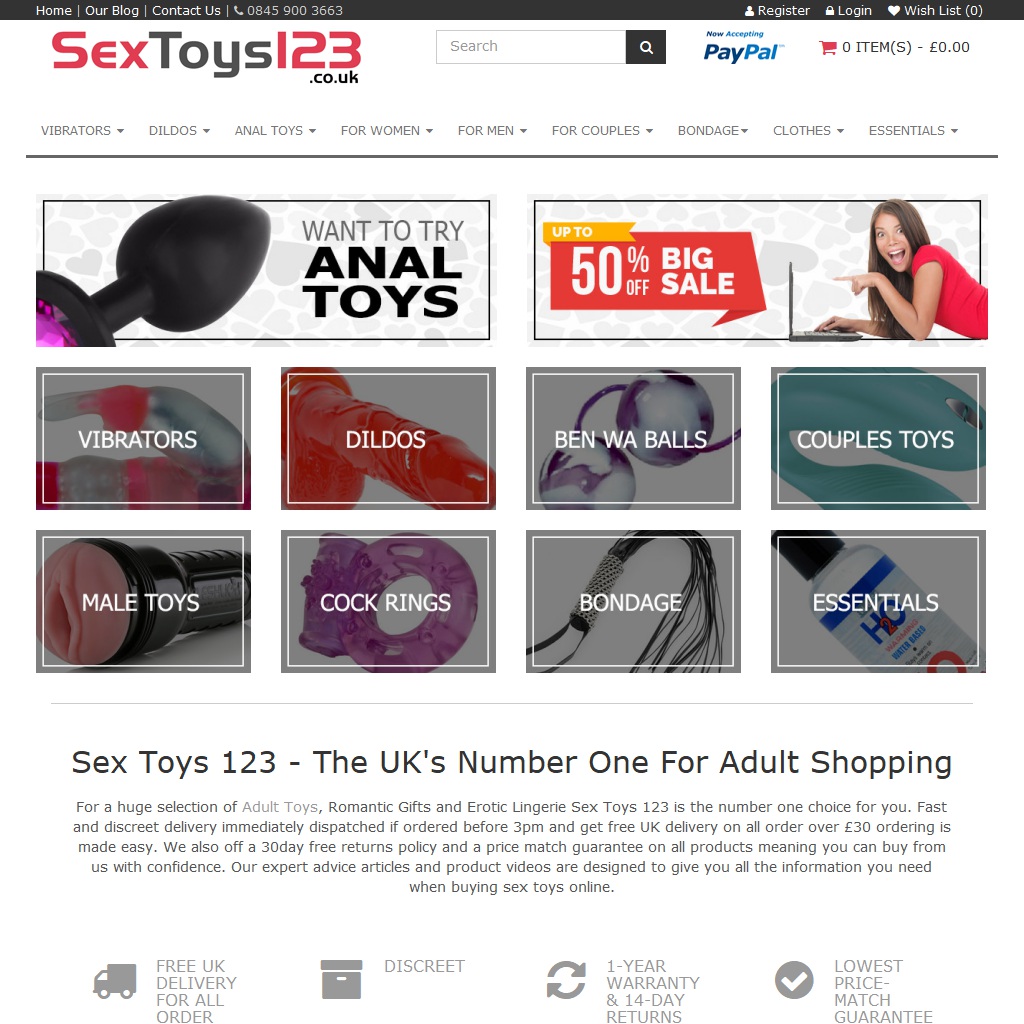 Home | Our Blog | Contact Us | 0845 900 3663
Register Login Wish List (0)
SexToys123
.co.uk
Search
Now Accepting
PayPal
0 ITEM(S) - £0.00
VIBRATORS DILDOS ANAL TOYS FOR WOMEN FOR MEN FOR COUPLES BONDAGE CLOTHES ESSENTIALS
WANT TO TRY
ANAL
TOYS
UP TO
50% OFF
BIG
SALE
VIBRATORS
DILDOS
BEN WA BALLS
COUPLES TOYS
MALE TOYS
COCK RINGS
BONDAGE
ESSENTIALS
H2O
WARMING
WATER BASED
Sex Toys 123 - The UK's Number One For Adult Shopping
For a huge selection of Adult Toys, Romantic Gifts and Erotic Lingerie Sex Toys 123 is the number one choice for you. Fast
and discreet delivery immediately dispatched if ordered before 3pm and get free UK delivery on all order over £30 ordering is
made easy. We also off a 30day free returns policy and a price match guarantee on all products meaning you can buy from
us with confidence. Our expert advice articles and product videos are designed to give you all the information you need
when buying sex toys online.
FREE UK
DELIVERY
FOR ALL
ORDER
DISCREET
1-YEAR
WARRANTY
& 14-DAY
RETURNS
LOWEST
PRICE-
MATCH
GUARANTEE